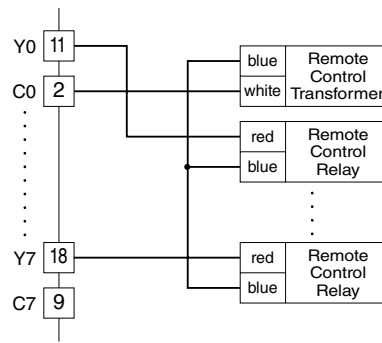 Y0 11
C0 2
Y7 18
C7 9
blue
white
Remote
Control
Transformer
red
blue
Remote
Control
Relay
red
blue
Remote
Control
Relay